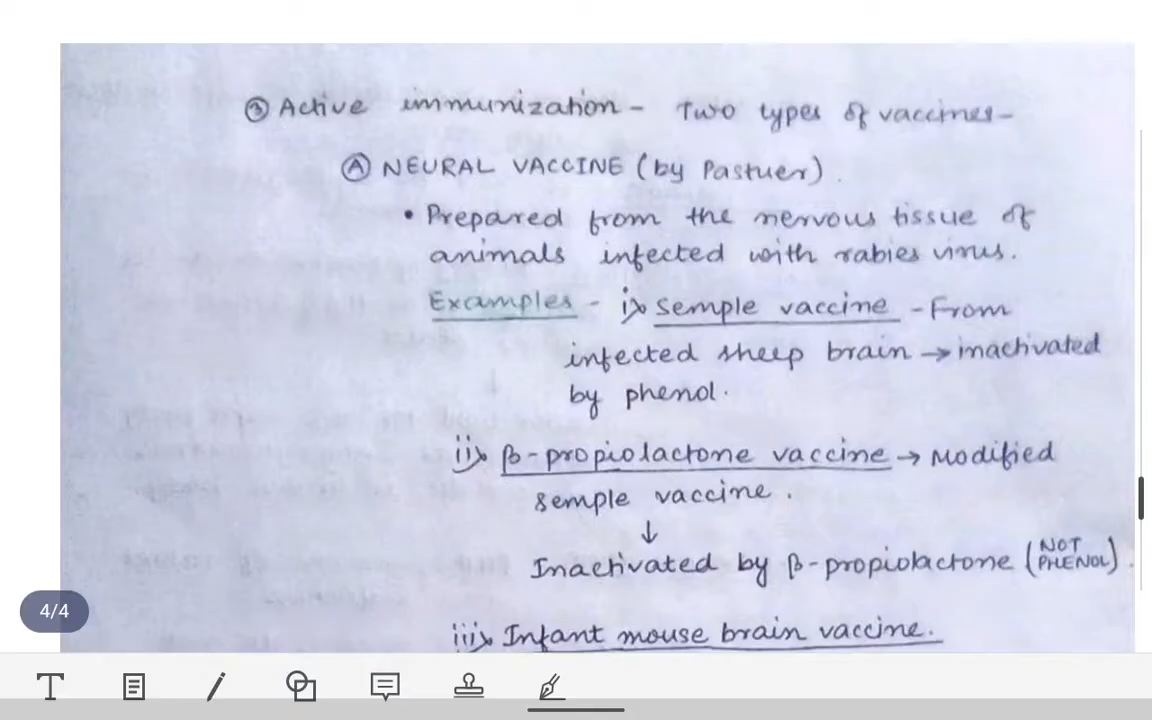 ③ Active immunization - Two types of vaccines-
Ⓐ NEURAL VACCINE (by Pastuer).
• Prepared from the nervous tissue of
animals infected with rabies virus.
Examples - i> Semple vaccine - From
infected sheep brain → inactivated
by phenol.
ii> β-propiolactone vaccine → Modified
semple vaccine.
↓
Inactivated by β-propiolactone (NOT PHENOL).
4/4
iii> Infant mouse brain vaccine.
T